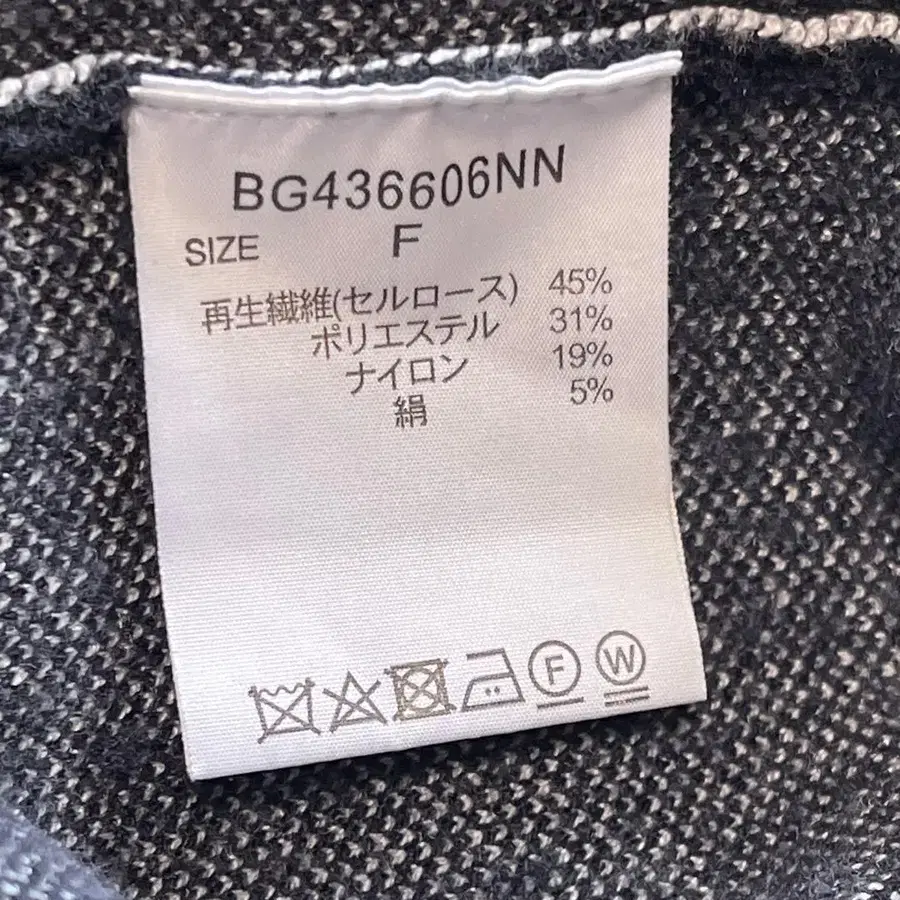 BG436606NN
SIZE F
再生繊維(セルロース) 45%
ポリエステル 31%
ナイロン 19%
絹 5%
F W